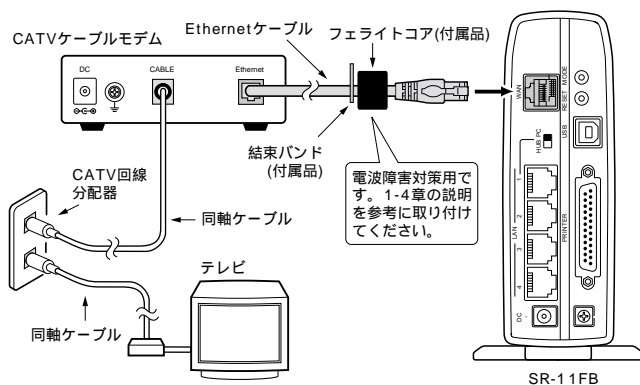 Ethernetケーブル
フェライトコア(付属品)
CATVケーブルモデム
DC
CABLE
Ethernet
結束バンド
(付属品)
電波障害対策用で
す。1-4章の説明
を参考に取り付け
てください。
CATV回線
分配器
同軸ケーブル
テレビ
同軸ケーブル
WAN
RESET MODE
HUB PC
USB
1
2
LAN
3
4
PRINTER
DC
SR-11FB